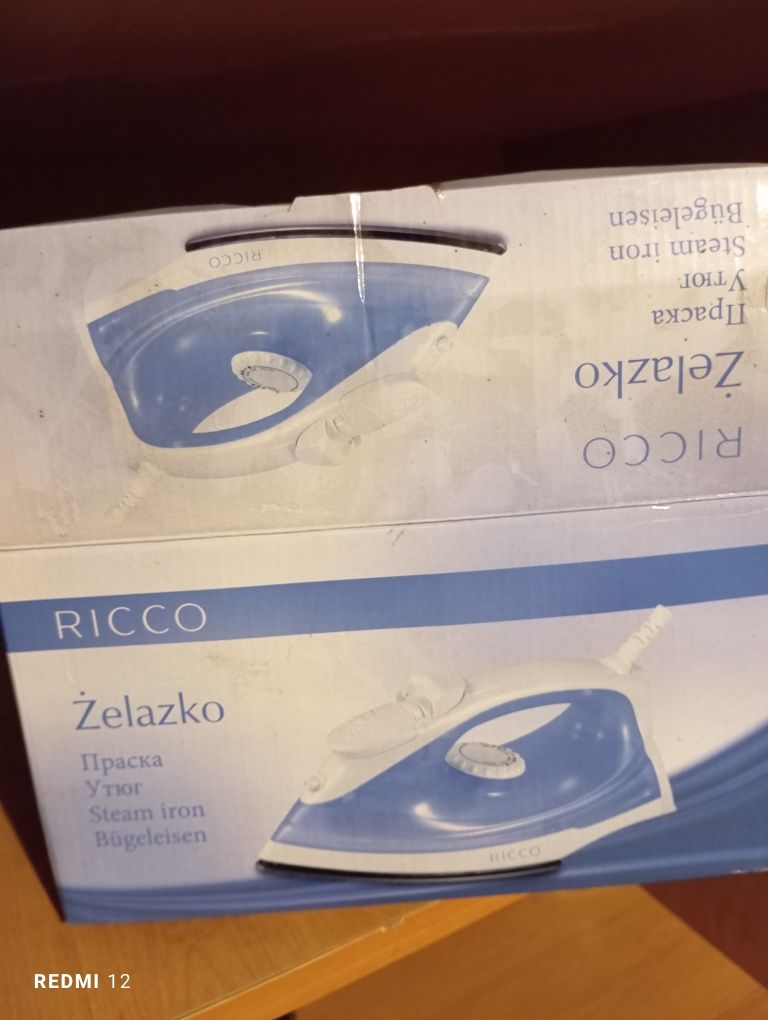 Bügeleisen
Steam iron
Утюг
Праска
Żelazko
RICCO
RICCO
RICCO
Żelazko
Праска
Утюг
Steam iron
Bügeleisen
RICCO
REDMI 12